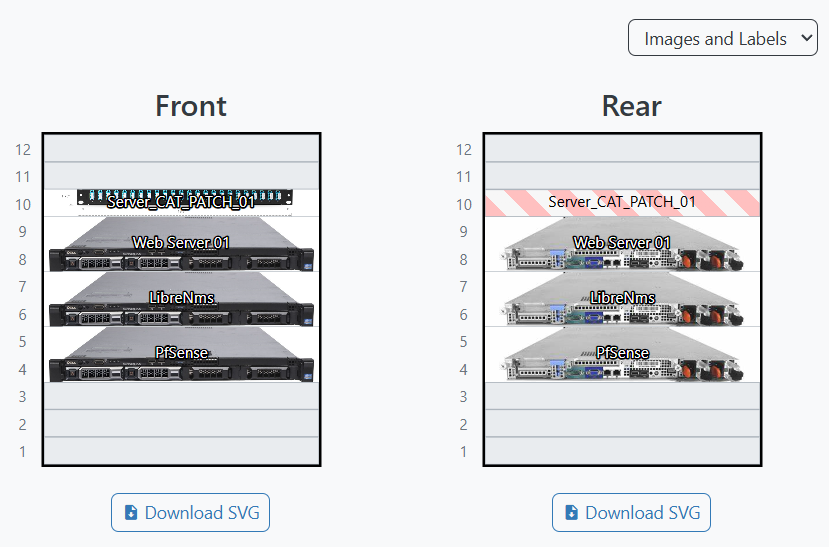 Images and Labels
Front
Rear
12
11
10
9
8
7
6
5
4
3
2
1
Server_CAT_PATCH_01
Web Server 01
LibreNms
PfSense
12
11
10
9
8
7
6
5
4
3
2
1
Server_CAT_PATCH_01
Web Server 01
LibreNms
PfSense
Download SVG
Download SVG